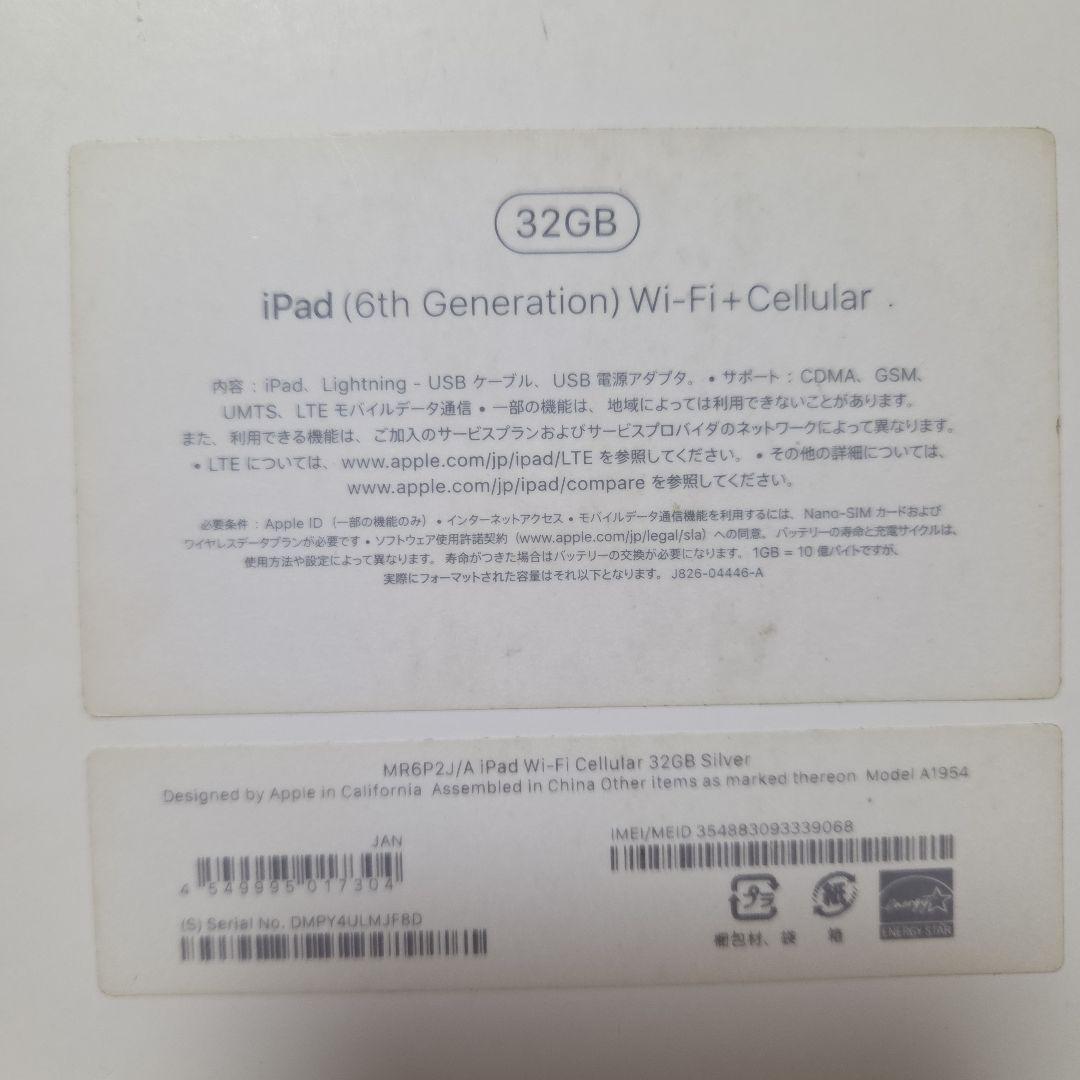 32GB
iPad (6th Generation) Wi-Fi + Cellular
内容：iPad、Lightning - USB ケーブル、USB 電源アダプタ。 • サポート：CDMA、GSM、
UMTS、LTE モバイルデータ通信 • 一部の機能は、地域によっては利用できないことがあります。
また、利用できる機能は、ご加入のサービスプランおよびサービスプロバイダのネットワークによって異なります。
• LTE については、www.apple.com/jp/ipad/LTE を参照してください。 • その他の詳細については、
www.apple.com/jp/ipad/compare を参照してください。
必要条件：Apple ID（一部の機能のみ）• インターネットアクセス • モバイルデータ通信機能を利用するには、Nano-SIM カードおよび
ワイヤレスデータプランが必要です • ソフトウェア使用許諾契約（www.apple.com/jp/legal/sla）への同意。バッテリーの寿命と充電サイクルは、
使用方法や設定によって異なります。寿命がつきた場合はバッテリーの交換が必要になります。1GB = 10 億バイトですが、
実際にフォーマットされた容量はそれ以下となります。 J826-04446-A
MR6P2J/A iPad Wi-Fi Cellular 32GB Silver
Designed by Apple in California Assembled in China Other items as marked thereon Model A1954
JAN
4 549995 017304
IMEI/MEID 354883093339068
(S) Serial No. DMPY4ULMJF8D
プラ
紙
energy
ENERGY STAR
梱包材、袋
箱